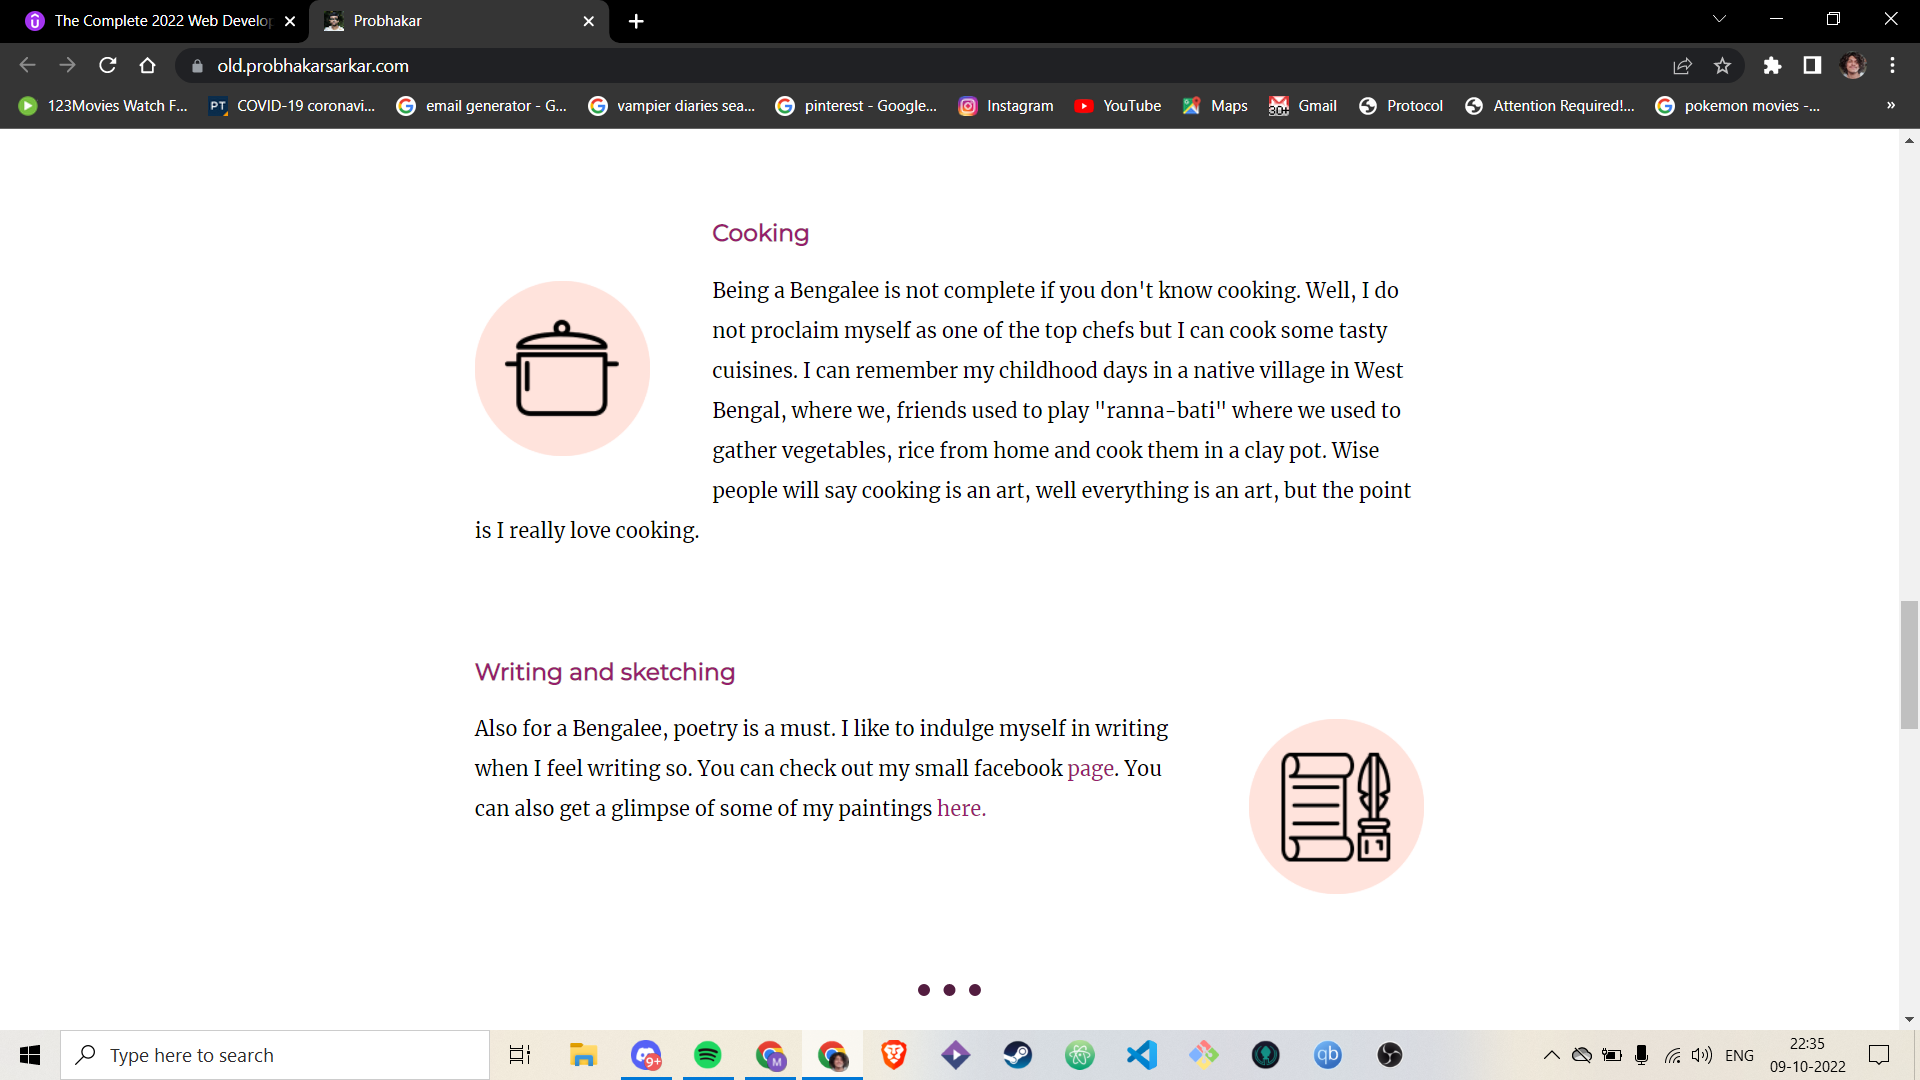 The Complete 2022 Web Develop
Probhakar
old.probhakarsarkar.com
123Movies Watch F...
COVID-19 coronavi...
email generator - G...
vampier diaries sea...
pinterest - Google...
Instagram
YouTube
Maps
Gmail
Protocol
Attention Required!...
pokemon movies -...
»
Cooking
Being a Bengalee is not complete if you don't know cooking. Well, I do
not proclaim myself as one of the top chefs but I can cook some tasty
cuisines. I can remember my childhood days in a native village in West
Bengal, where we, friends used to play "ranna-bati" where we used to
gather vegetables, rice from home and cook them in a clay pot. Wise
people will say cooking is an art, well everything is an art, but the point
is I really love cooking.
Writing and sketching
Also for a Bengalee, poetry is a must. I like to indulge myself in writing
when I feel writing so. You can check out my small facebook page. You
can also get a glimpse of some of my paintings here.
Type here to search
9+
M
qb
ENG
22:35
09-10-2022